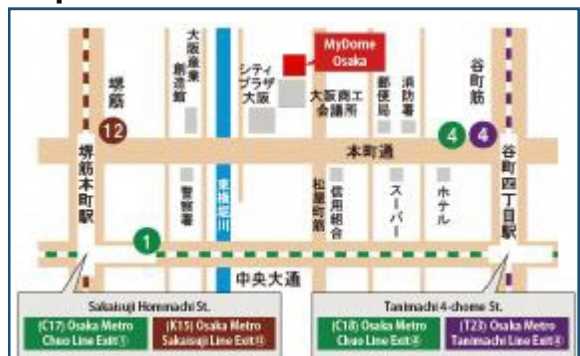 MyDome
Osaka
大阪産業
創造館
シティ
プラザ
大阪
大阪商工
会議所
郵便局
消防署
谷町筋
堺筋
12
4
4
本町通
堺筋本町駅
谷町四丁目駅
警察署
東横堀川
松屋町筋
信用組合
スーパー
ホテル
1
中央大通
Sakaisuji Hommachi St.
(C17) Osaka Metro
Chuo Line Exit①
(K15) Osaka Metro
Sakaisuji Line Exit⑫
Tanimachi 4-chome St.
(C18) Osaka Metro
Chuo Line Exit④
(T23) Osaka Metro
Tanimachi Line Exit④